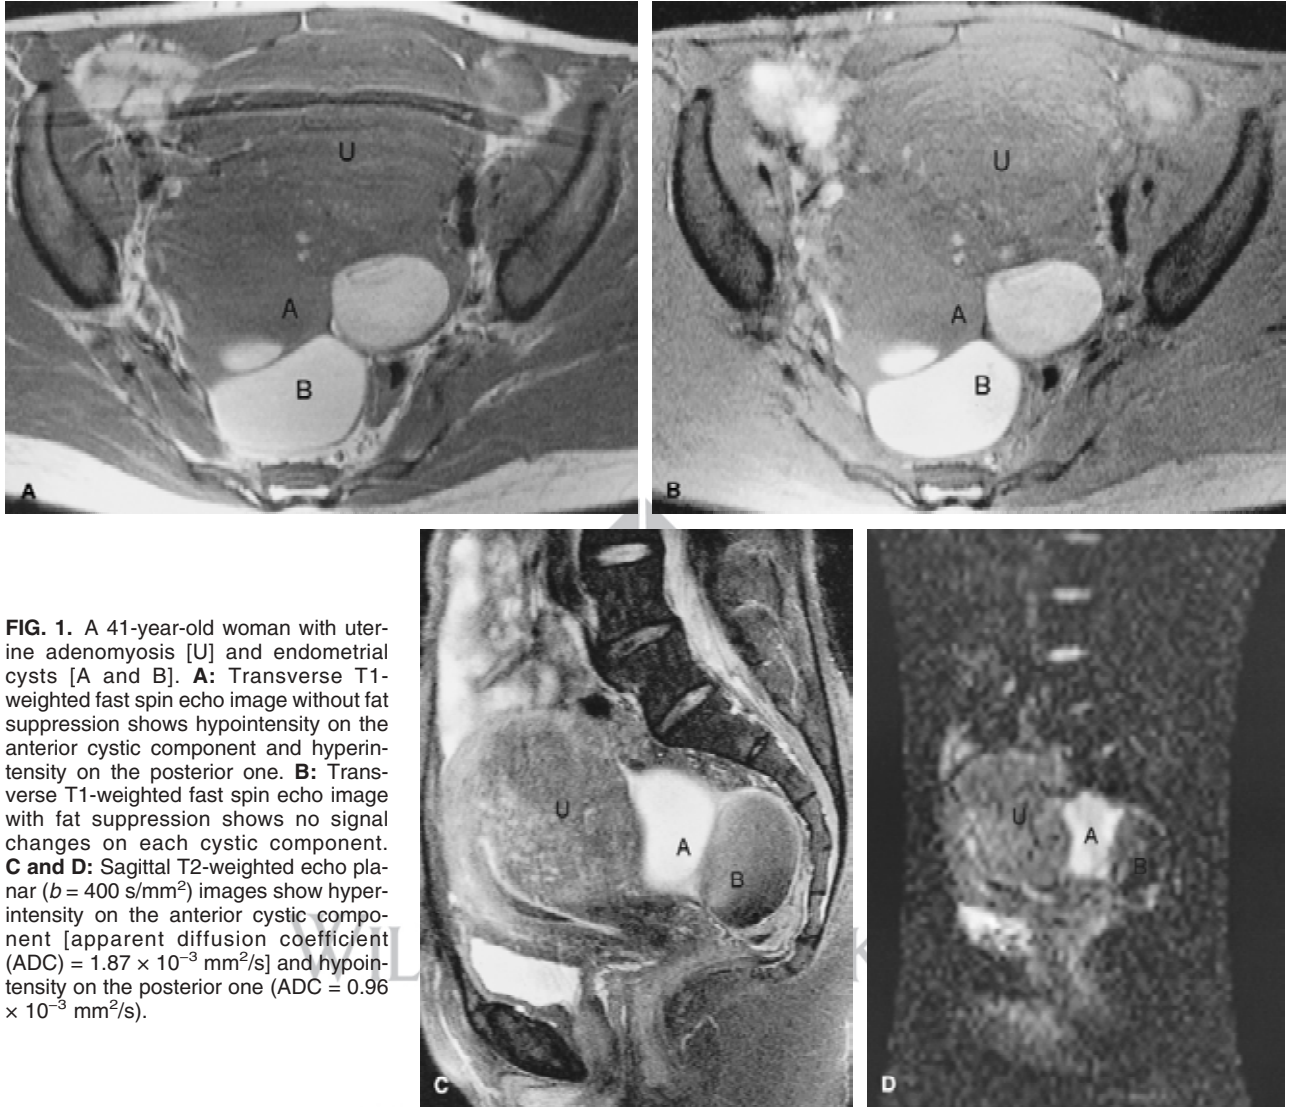 U
A
B
A
U
A
B
B
FIG. 1. A 41-year-old woman with uter-
ine adenomyosis [U] and endometrial
cysts [A and B]. A: Transverse T1-
weighted fast spin echo image without fat
suppression shows hypointensity on the
anterior cystic component and hyperin-
tensity on the posterior one. B: Trans-
verse T1-weighted fast spin echo image
with fat suppression shows no signal
changes on each cystic component.
C and D: Sagittal T2-weighted echo pla-
nar (b = 400 s/mm²) images show hyper-
intensity on the anterior cystic compo-
nent [apparent diffusion coefficient
(ADC) = 1.87 × 10⁻³ mm²/s] and hypoin-
tensity on the posterior one (ADC = 0.96
× 10⁻³ mm²/s).
U
A
B
C
U
A
B
D